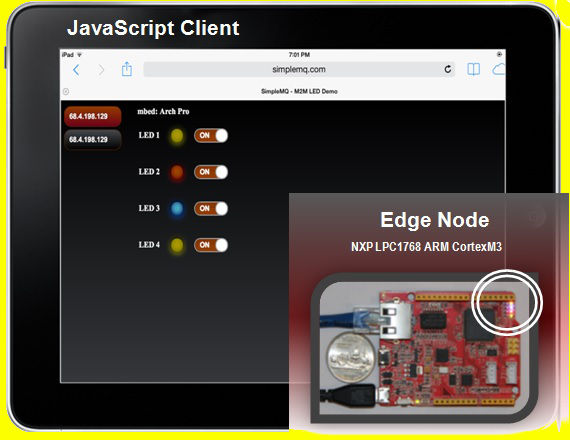 JavaScript Client
iPad
7:01 PM
simplemq.com
SimpleMQ - M2M LED Demo
68.4.198.129
mbed: Arch Pro
68.4.198.129
LED 1 ON
LED 2 ON
LED 3 ON
LED 4 ON
Edge Node
NXP LPC1768 ARM CortexM3